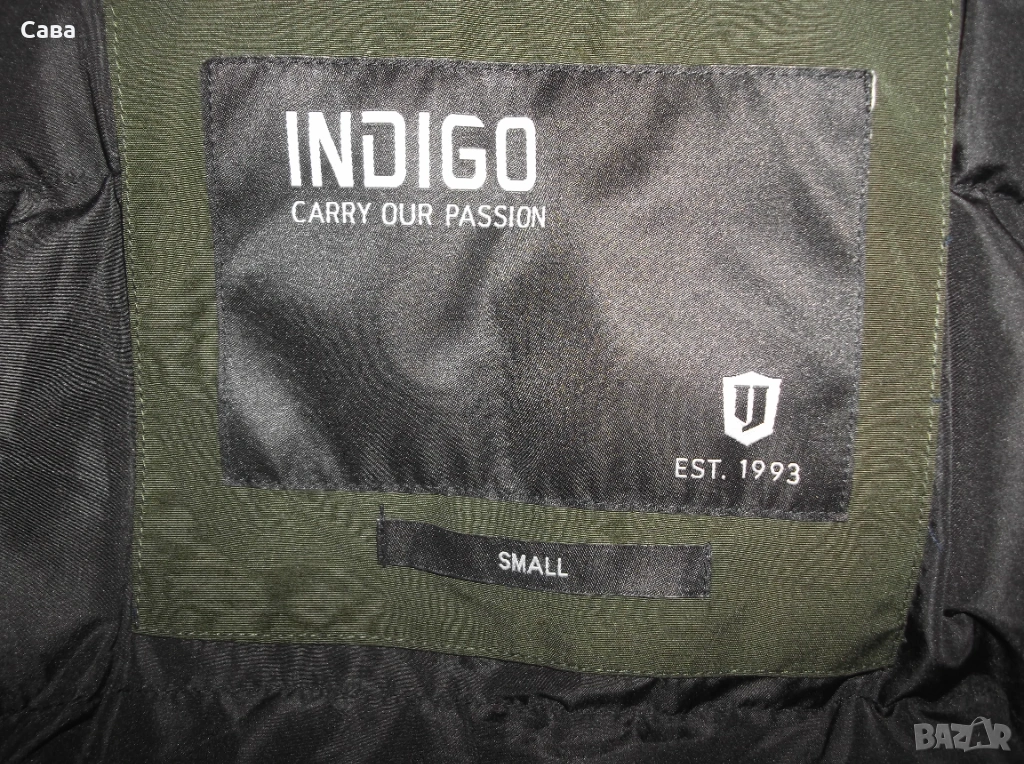 Сава
INDIGO
CARRY OUR PASSION
EST. 1993
SMALL
BAZAR